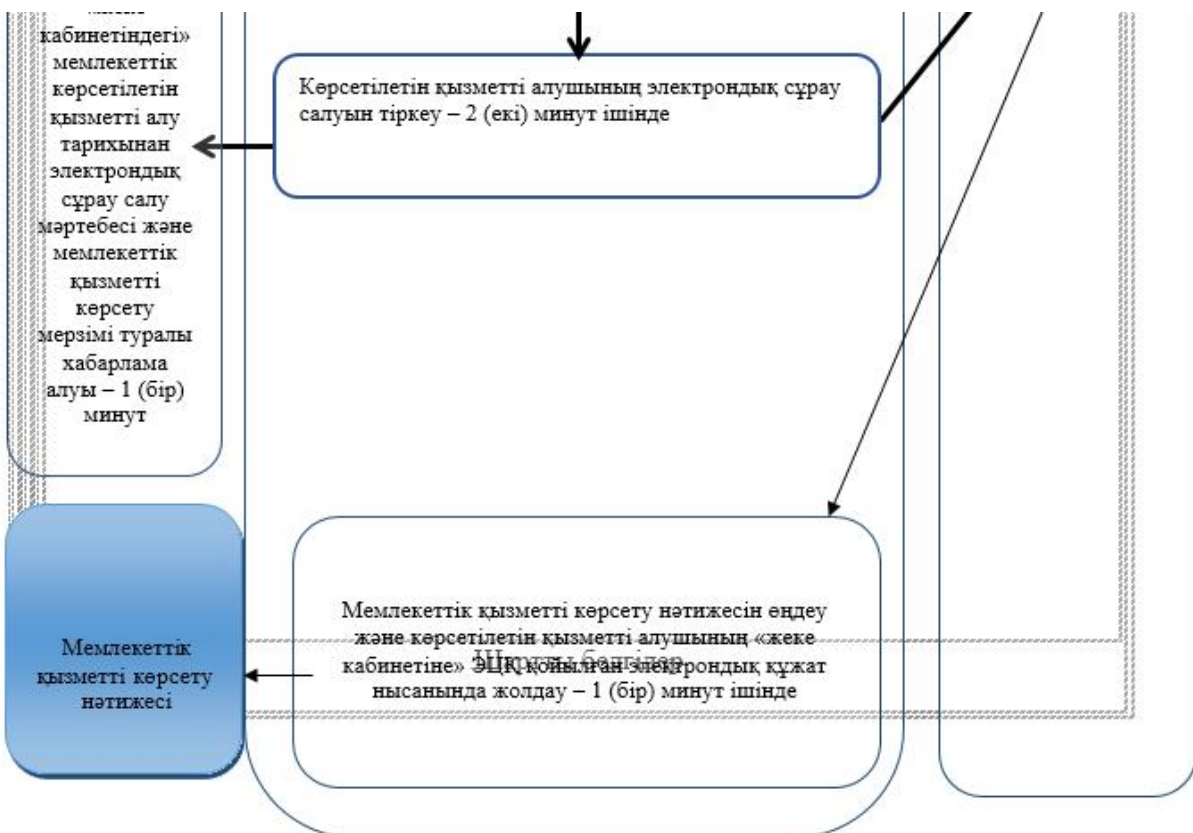 кабинетіндегі»
мемлекеттік
көрсетілетін
қызметті алу
тарихынан
электрондық
сұрау салу
мәртебесі және
мемлекеттік
қызметті
көрсету
мерзімі туралы
хабарлама
алуы – 1 (бір)
минут
Көрсетілетін қызметті алушының электрондық сұрау
салуын тіркеу – 2 (екі) минут ішінде
Мемлекеттік
қызметті көрсету
нәтижесі
Мемлекеттік қызметті көрсету нәтижесін өңдеу
және көрсетілетін қызметті алушының «жеке
кабинетіне» ЭЦҚ қойылған электрондық құжат
нысанында жолдау – 1 (бір) минут ішінде
Шартты белгілер